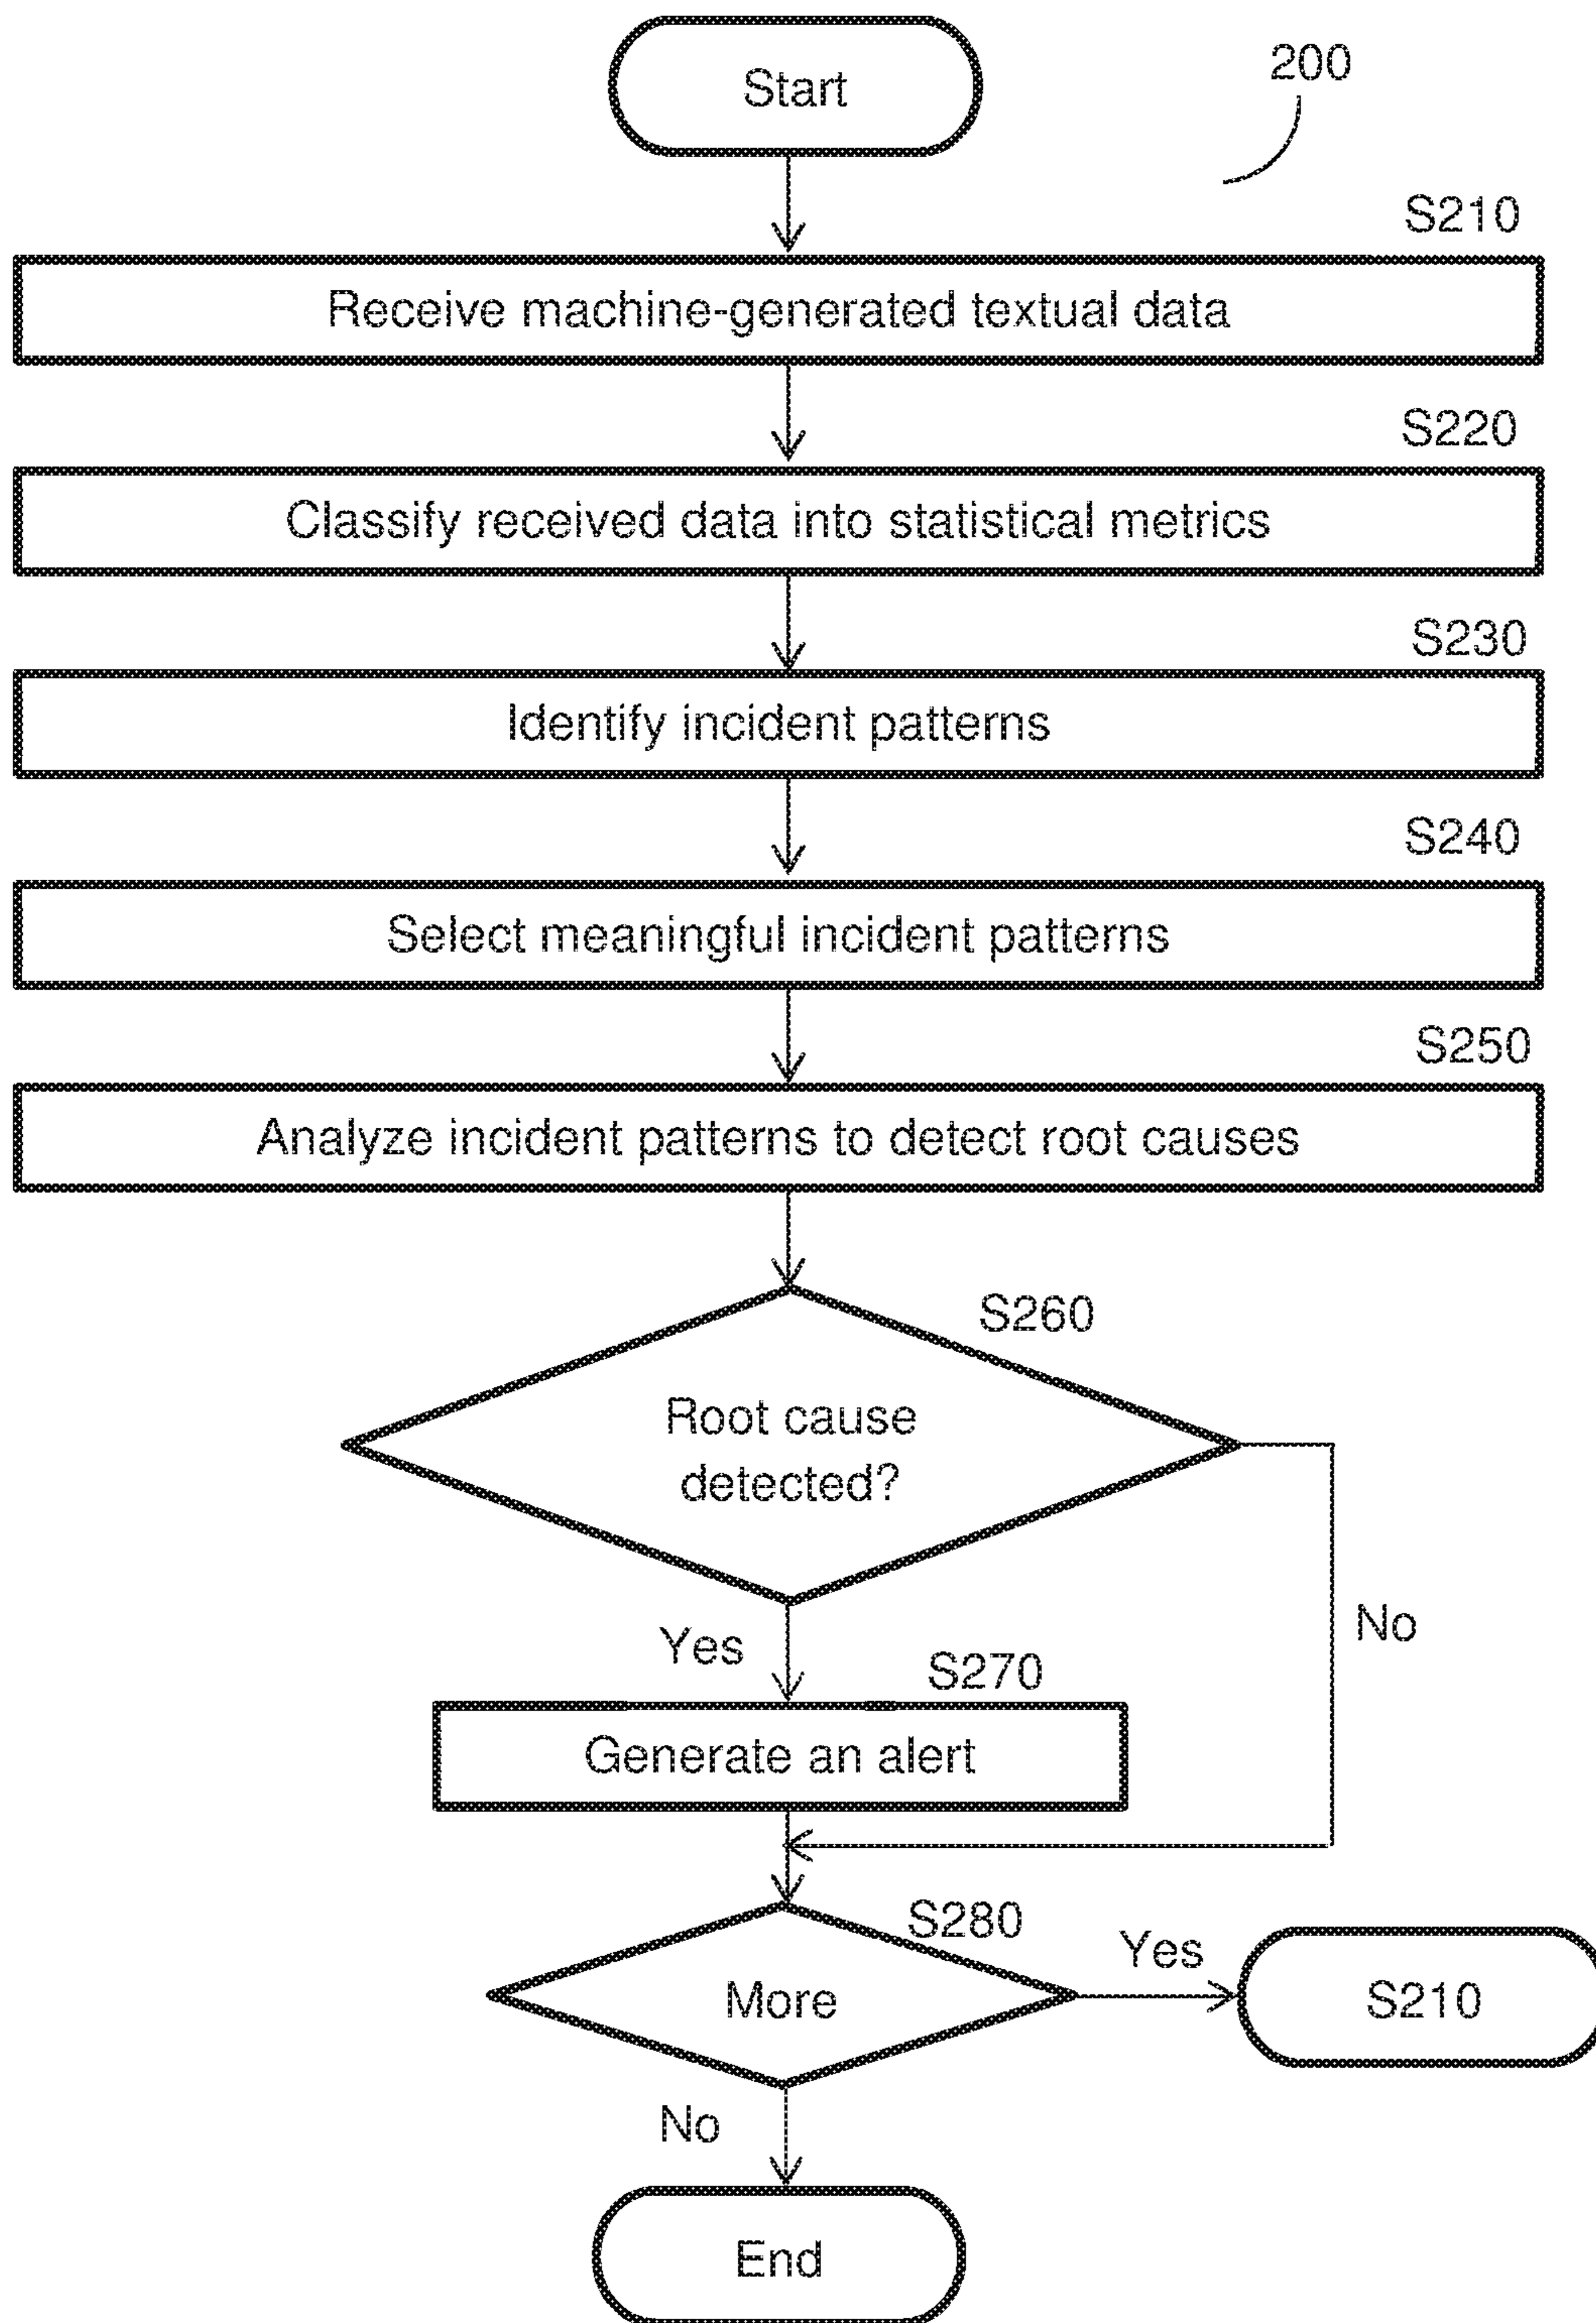 Start
200
S210
Receive machine-generated textual data
S220
Classify received data into statistical metrics
S230
Identify incident patterns
S240
Select meaningful incident patterns
S250
Analyze incident patterns to detect root causes
S260
Root cause
detected?
No
Yes
S270
Generate an alert
S280
More
Yes
S210
No
End